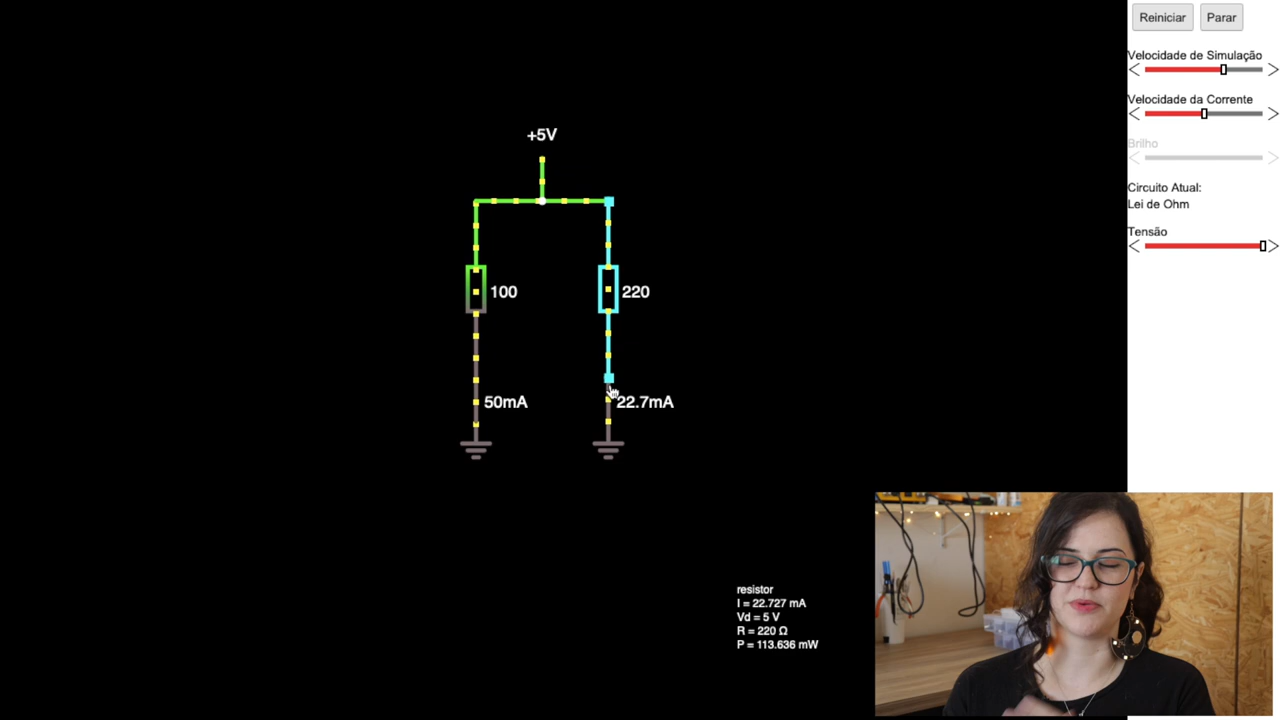 Reiniciar
Parar
Velocidade de Simulação
Velocidade da Corrente
Brilho
Circuito Atual:
Lei de Ohm
Tensão
+5V
100
220
50mA
22.7mA
resistor
I = 22.727 mA
Vd = 5 V
R = 220 Ω
P = 113.636 mW